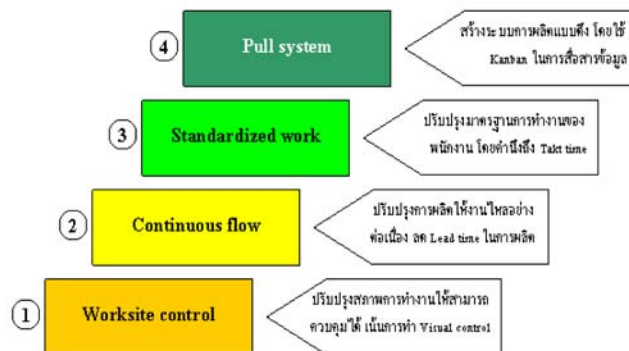 4
Pull system
สร้างระบบการผลิตแบบดึง โดยใช้
Kanban ในการสื่อสารข้อมูล
3
Standardized work
ปรับปรุงมาตรฐานการทำงานของ
พนักงาน โดยคำนึงถึง Takt time
2
Continuous flow
ปรับปรุงการผลิตให้งานไหลอย่าง
ต่อเนื่อง ลด Lead time ในการผลิต
1
Worksite control
ปรับปรุงสภาพการทำงานให้สามารถ
ควบคุมได้ เน้นการทำ Visual control